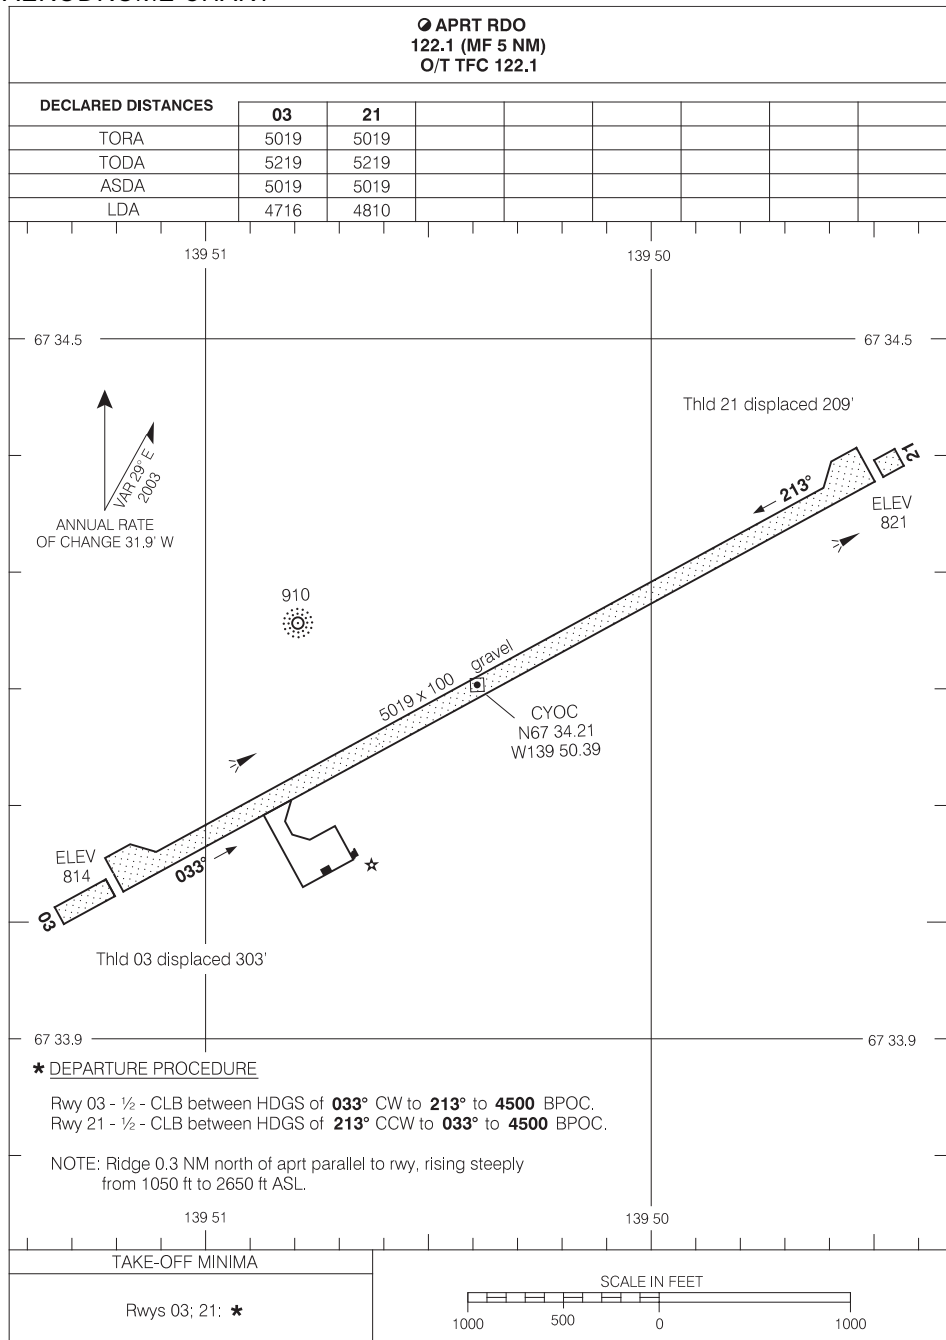 APRT RDO
122.1 (MF 5 NM)
O/T TFC 122.1
DECLARED DISTANCES 03 21
TORA 5019 5019
TODA 5219 5219
ASDA 5019 5019
LDA 4716 4810
139 51 139 50
67 34.5 67 34.5
Thld 21 displaced 209'
VAR 29° E
2003
ANNUAL RATE
OF CHANGE 31.9' W
21
213°
ELEV
821
910
5019 x 100 gravel
CYOC
N67 34.21
W139 50.39
ELEV
814
033°
03
Thld 03 displaced 303'
67 33.9 67 33.9
* DEPARTURE PROCEDURE
Rwy 03 - ½ - CLB between HDGS of 033° CW to 213° to 4500 BPOC.
Rwy 21 - ½ - CLB between HDGS of 213° CCW to 033° to 4500 BPOC.
NOTE: Ridge 0.3 NM north of aprt parallel to rwy, rising steeply
from 1050 ft to 2650 ft ASL.
139 51 139 50
TAKE-OFF MINIMA
Rwys 03; 21: *
SCALE IN FEET
1000 500 0 1000